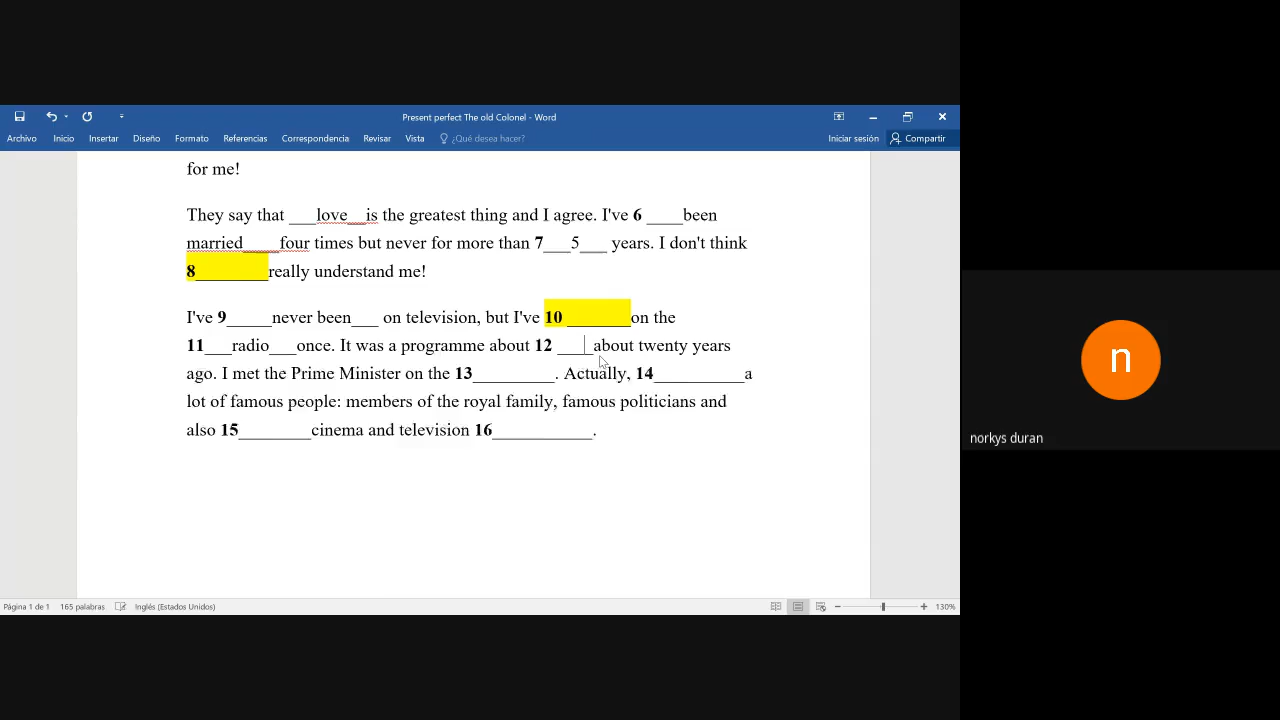 Present perfect The old Colonel - Word
Archivo Inicio Insertar Diseño Formato Referencias Correspondencia Revisar Vista ¿Qué desea hacer? Iniciar sesión Compartir
for me!
They say that ___love__is the greatest thing and I agree. I've 6 ____been
married____four times but never for more than 7___5___ years. I don't think
8________really understand me!
I've 9_____never been___ on television, but I've 10 _______on the
11___radio___once. It was a programme about 12 ____about twenty years
ago. I met the Prime Minister on the 13_________. Actually, 14__________a
lot of famous people: members of the royal family, famous politicians and
also 15________cinema and television 16___________.
Página 1 de 1 165 palabras Inglés (Estados Unidos) 130%
n
norkys duran